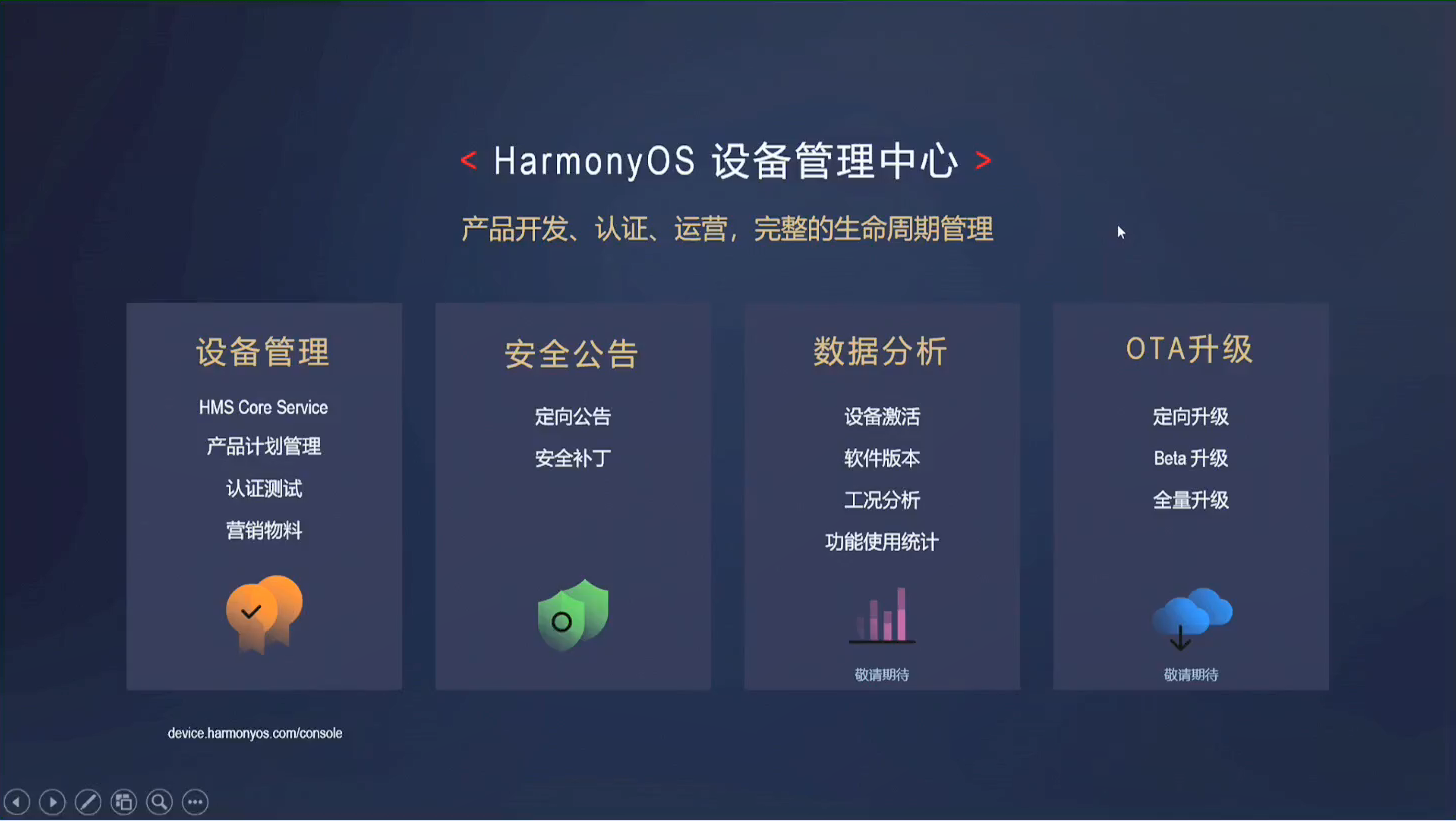 < HarmonyOS 设备管理中心 >
产品开发、认证、运营，完整的生命周期管理
设备管理
HMS Core Service
产品计划管理
认证测试
营销物料
安全公告
定向公告
安全补丁
数据分析
设备激活
软件版本
工况分析
功能使用统计
敬请期待
OTA升级
定向升级
Beta 升级
全量升级
敬请期待
device.harmonyos.com/console